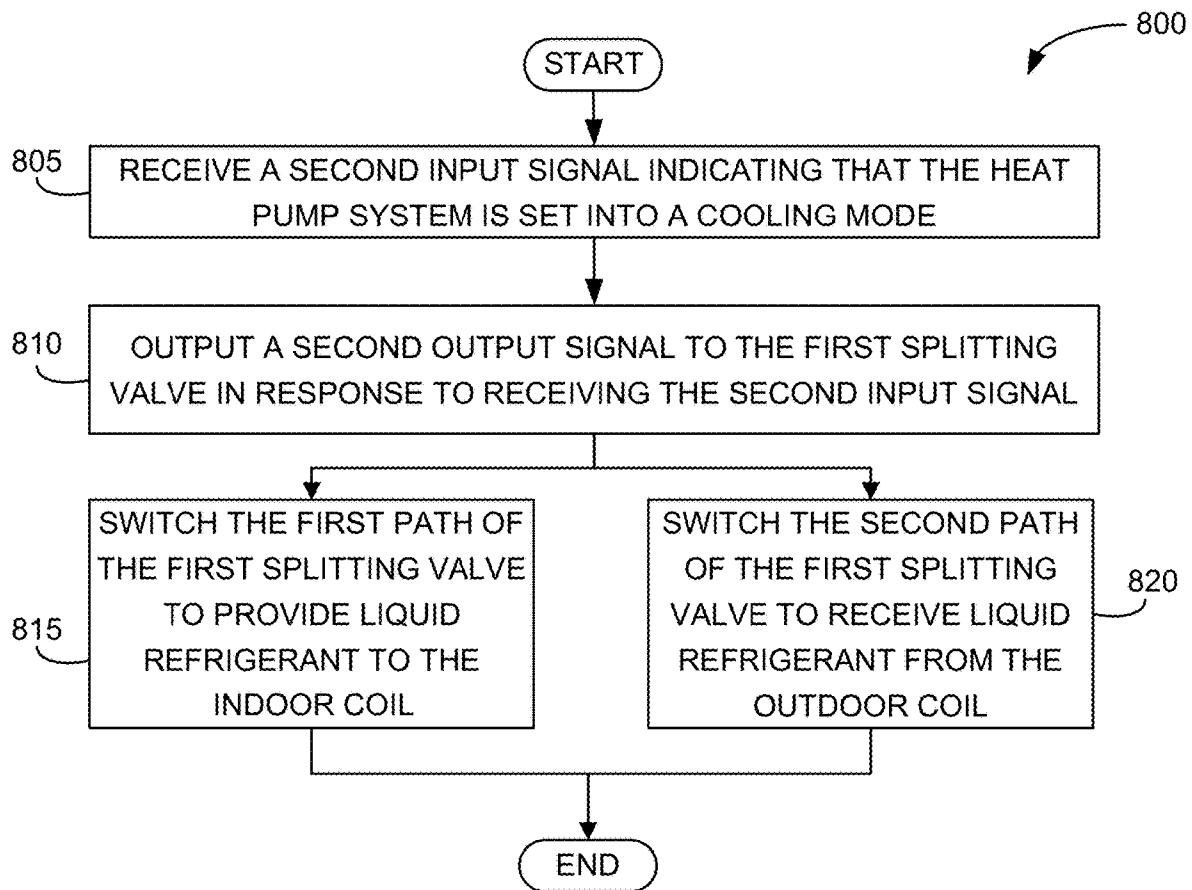 800
START
805
RECEIVE A SECOND INPUT SIGNAL INDICATING THAT THE HEAT
PUMP SYSTEM IS SET INTO A COOLING MODE
810
OUTPUT A SECOND OUTPUT SIGNAL TO THE FIRST SPLITTING
VALVE IN RESPONSE TO RECEIVING THE SECOND INPUT SIGNAL
815
SWITCH THE FIRST PATH OF
THE FIRST SPLITTING VALVE
TO PROVIDE LIQUID
REFRIGERANT TO THE
INDOOR COIL
SWITCH THE SECOND PATH
OF THE FIRST SPLITTING
VALVE TO RECEIVE LIQUID
REFRIGERANT FROM THE
OUTDOOR COIL
820
END